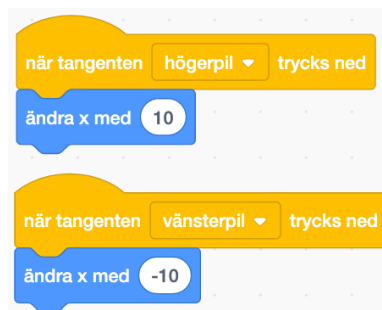 när tangenten högerpil trycks ned
ändra x med 10
när tangenten vänsterpil trycks ned
ändra x med -10